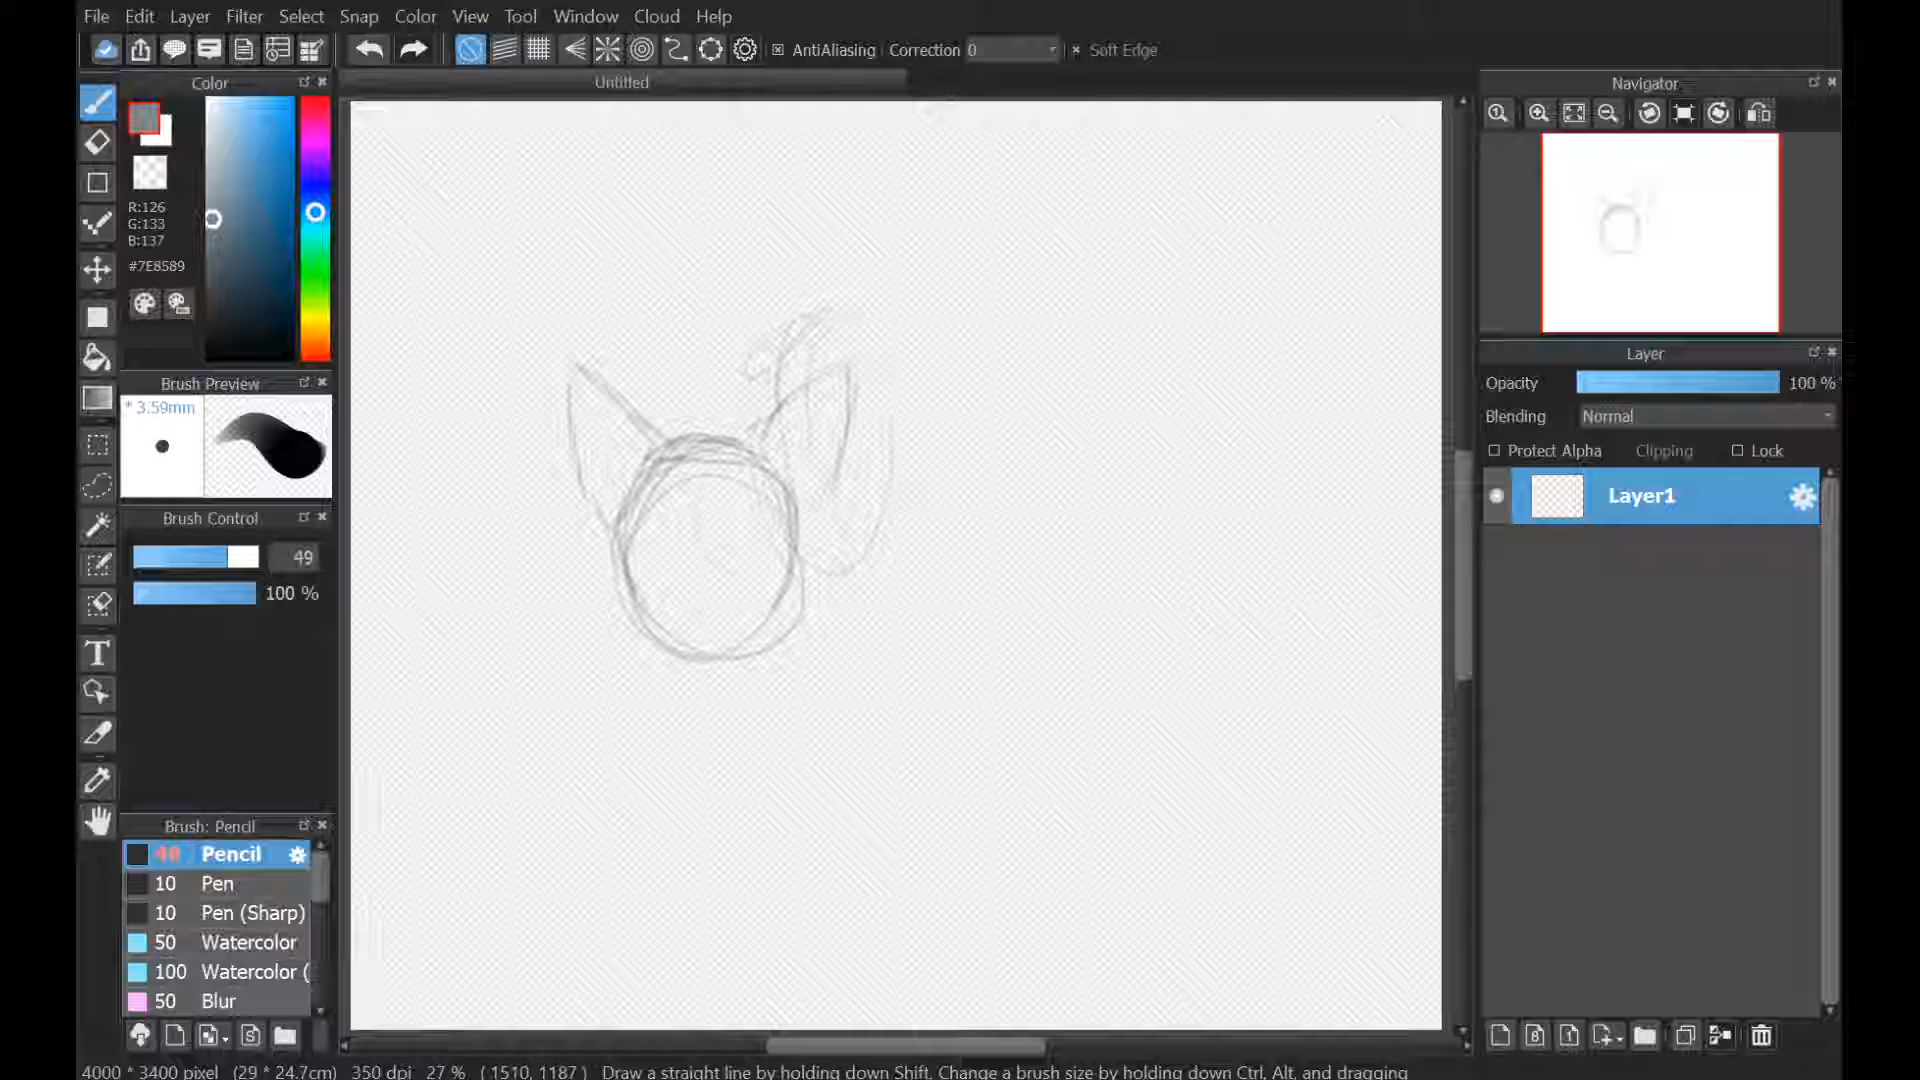 File Edit Layer Filter Select Snap Color View Tool Window Cloud Help
AntiAliasing Correction 0 Soft Edge
Color
Untitled
Navigator
R:126
G:133
B:137
#7E8589
Layer
Opacity 100 %
Blending Normal
Protect Alpha Clipping Lock
Layer1
Brush Preview
* 3.59mm
Brush Control
49
100 %
T
Brush: Pencil
Pencil
10 Pen
10 Pen (Sharp)
50 Watercolor
100 Watercolor (
50 Blur
4000 * 3400 pixel (29 * 24.7cm) 350 dpi 27 % ( 1510, 1187 ) Draw a straight line by holding down Shift, Change a brush size by holding down Ctrl, Alt, and dragging